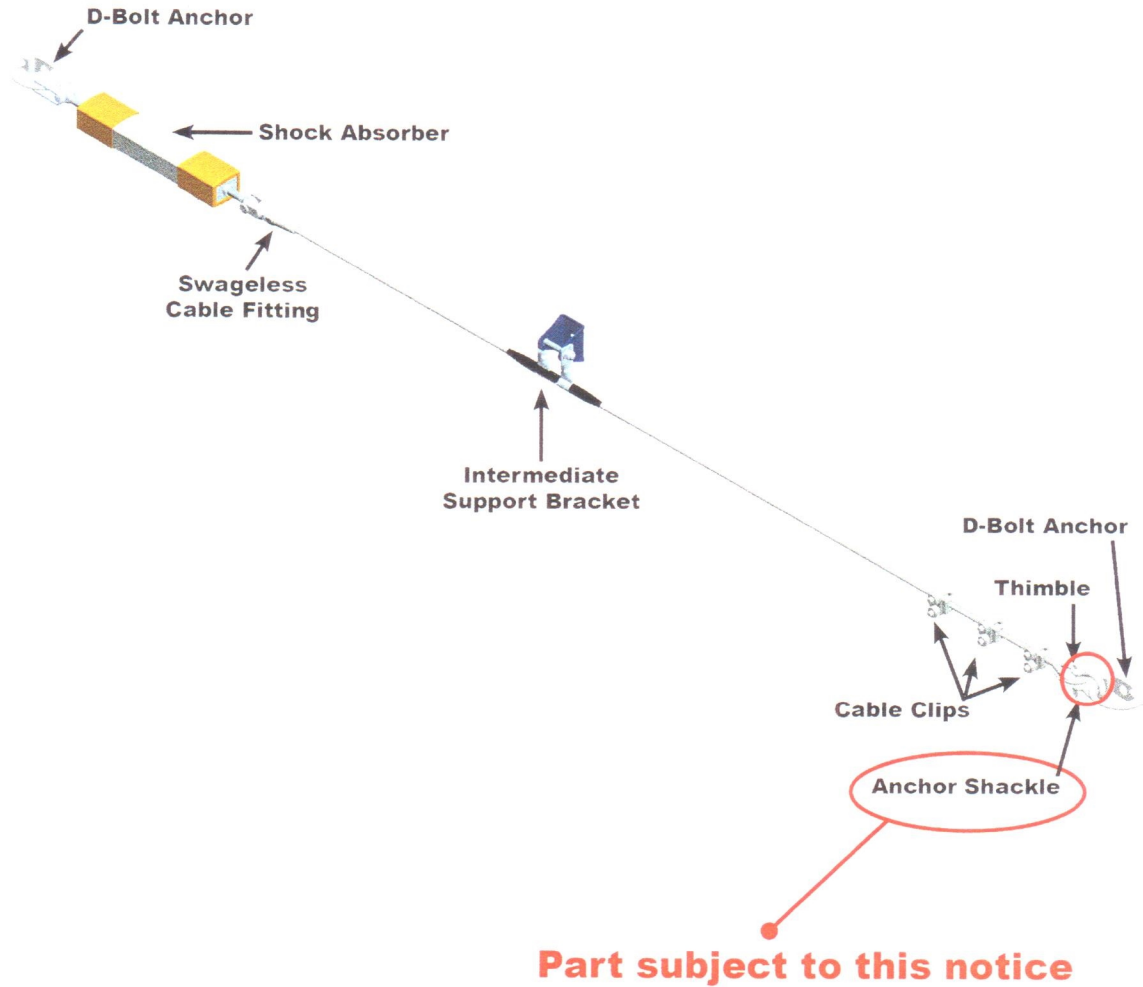 D-Bolt Anchor
Shock Absorber
Swageless
Cable Fitting
Intermediate
Support Bracket
D-Bolt Anchor
Thimble
Cable Clips
Anchor Shackle
Part subject to this notice